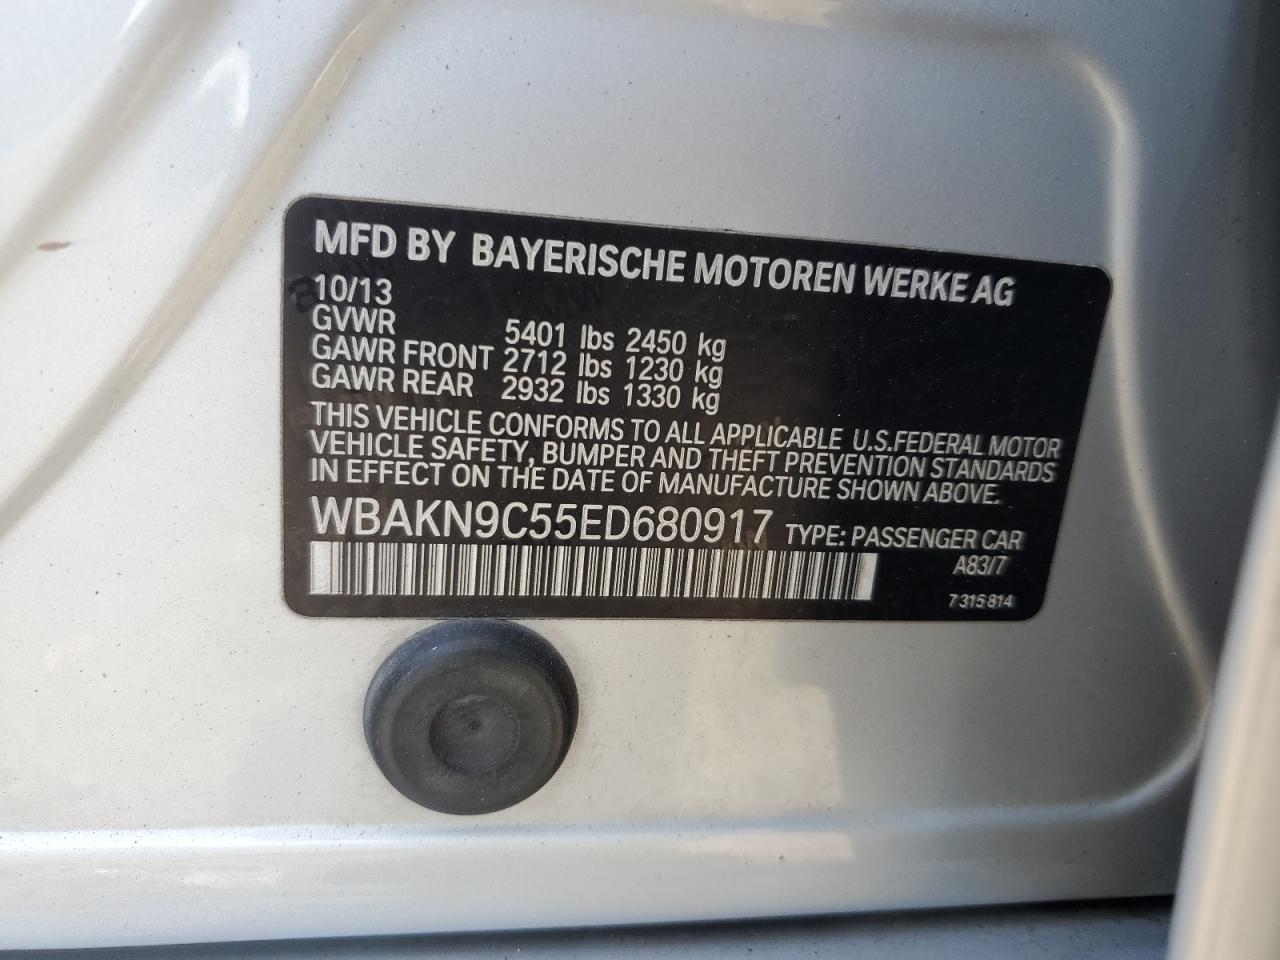 MFD BY BAYERISCHE MOTOREN WERKE AG
10/13
GVWR 5401 lbs 2450 kg
GAWR FRONT 2712 lbs 1230 kg
GAWR REAR 2932 lbs 1330 kg
THIS VEHICLE CONFORMS TO ALL APPLICABLE U.S.FEDERAL MOTOR
VEHICLE SAFETY, BUMPER AND THEFT PREVENTION STANDARDS
IN EFFECT ON THE DATE OF MANUFACTURE SHOWN ABOVE.
WBAKN9C55ED680917 TYPE: PASSENGER CAR
A83/7
7 315 814